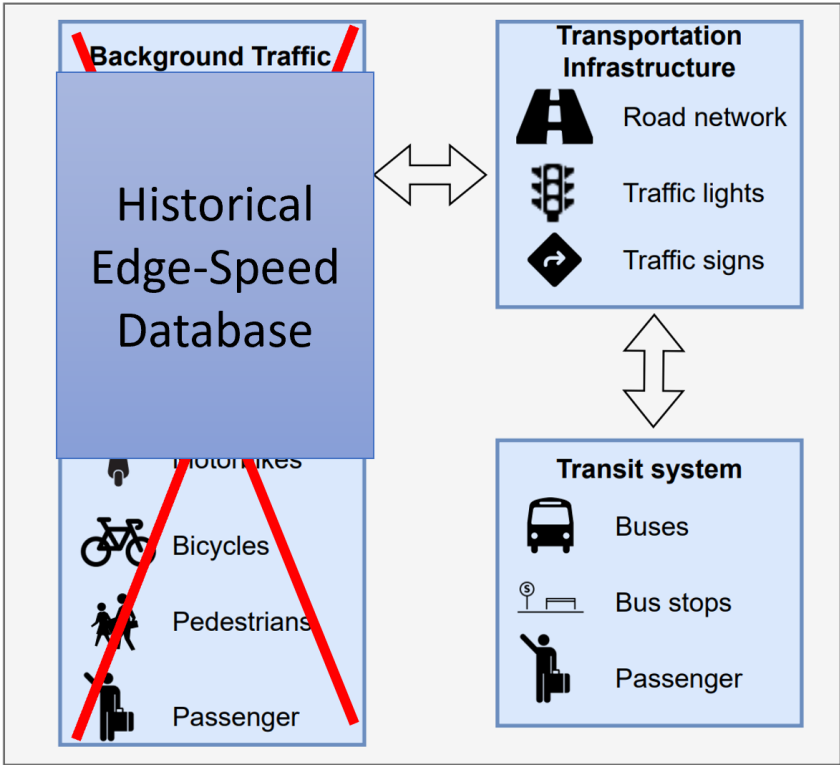 Background Traffic
Historical
Edge-Speed
Database
Motorbikes
Bicycles
Pedestrians
Passenger
Transportation
Infrastructure
Road network
Traffic lights
Traffic signs
Transit system
Buses
S
Bus stops
Passenger